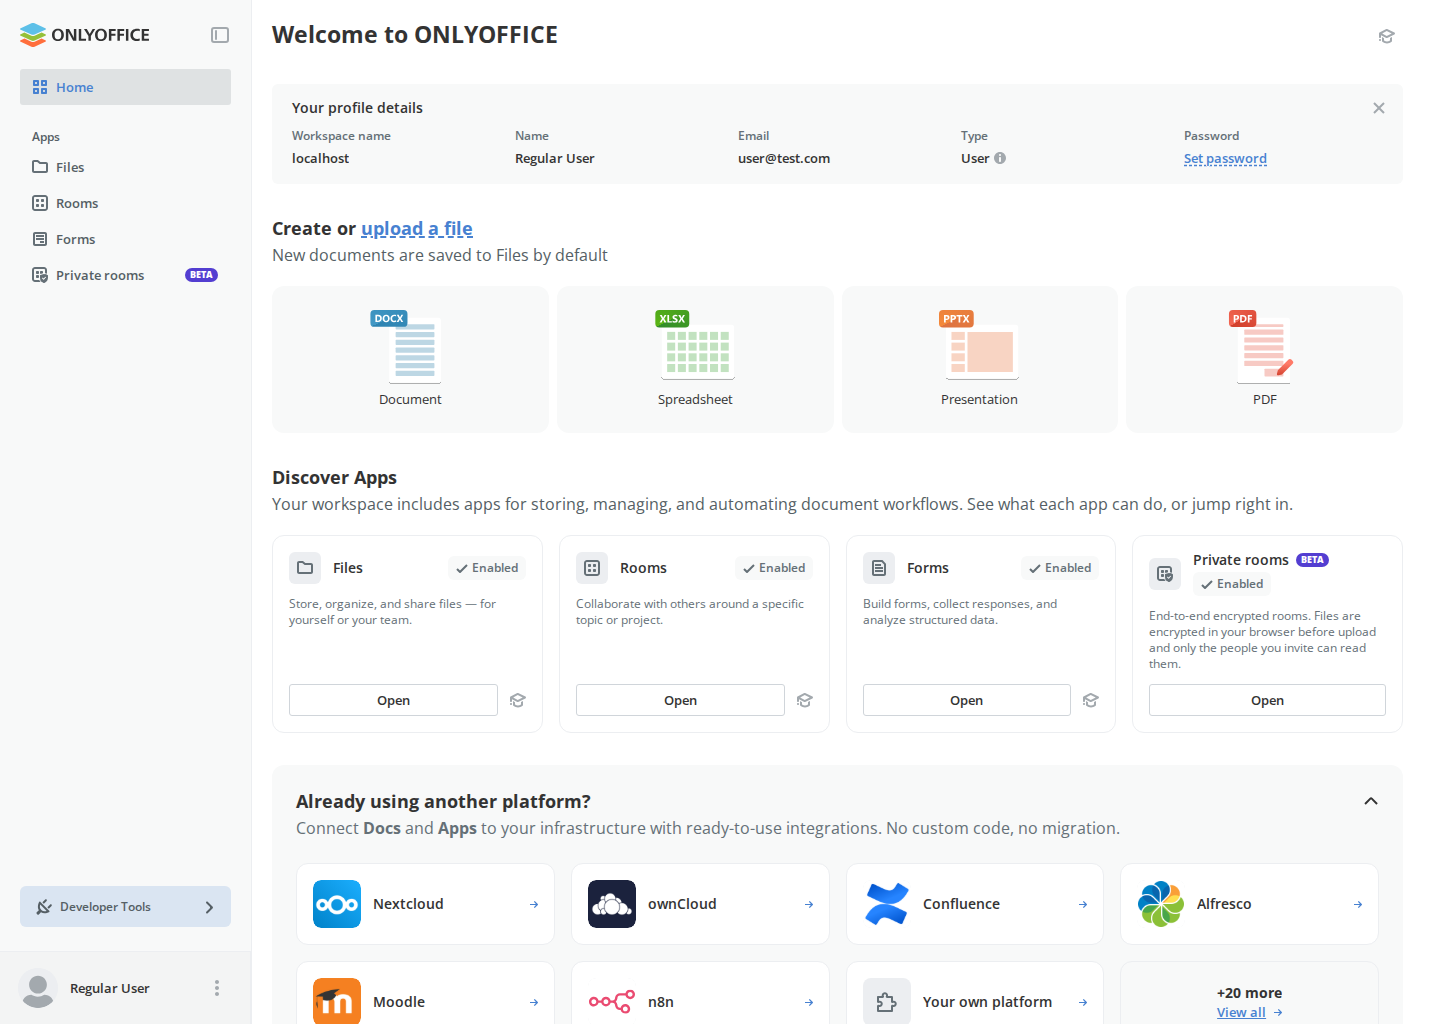 ONLYOFFICE
Home
Apps
Files
Rooms
Forms
Private rooms BETA
Developer Tools
Regular User
Welcome to ONLYOFFICE
Your profile details
Workspace name Name Email Type Password
localhost Regular User user@test.com User Set password
Create or upload a file
New documents are saved to Files by default
DOCX XLSX PPTX PDF
Document Spreadsheet Presentation PDF
Discover Apps
Your workspace includes apps for storing, managing, and automating document workflows. See what each app can do, or jump right in.
Files Enabled
Store, organize, and share files — for
yourself or your team.
Open
Rooms Enabled
Collaborate with others around a specific
topic or project.
Open
Forms Enabled
Build forms, collect responses, and
analyze structured data.
Open
Private rooms BETA
Enabled
End-to-end encrypted rooms. Files are
encrypted in your browser before upload
and only the people you invite can read
them.
Open
Already using another platform?
Connect Docs and Apps to your infrastructure with ready-to-use integrations. No custom code, no migration.
Nextcloud ownCloud Confluence Alfresco
m Moodle n8n Your own platform +20 more
View all